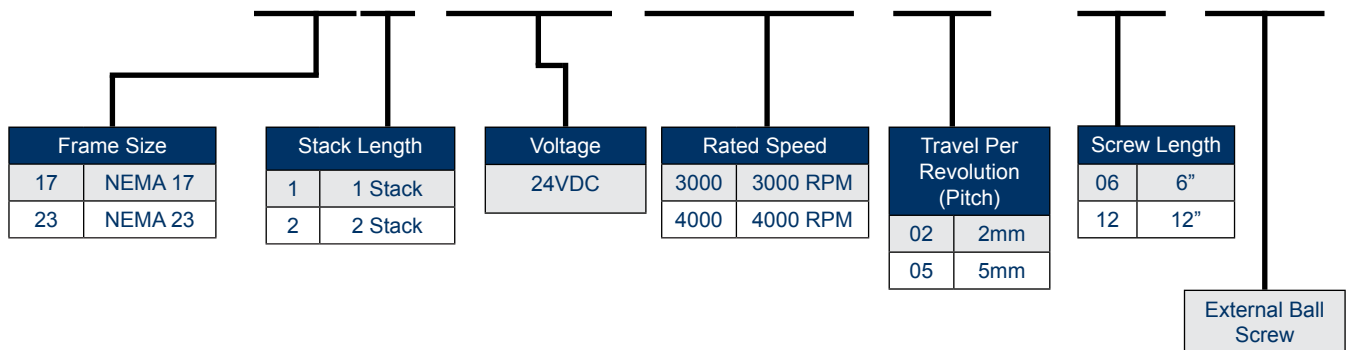 Frame Size
17 NEMA 17
23 NEMA 23
Stack Length
1 1 Stack
2 2 Stack
Voltage
24VDC
Rated Speed
3000 3000 RPM
4000 4000 RPM
Travel Per
Revolution
(Pitch)
02 2mm
05 5mm
Screw Length
06 6”
12 12”
External Ball
Screw